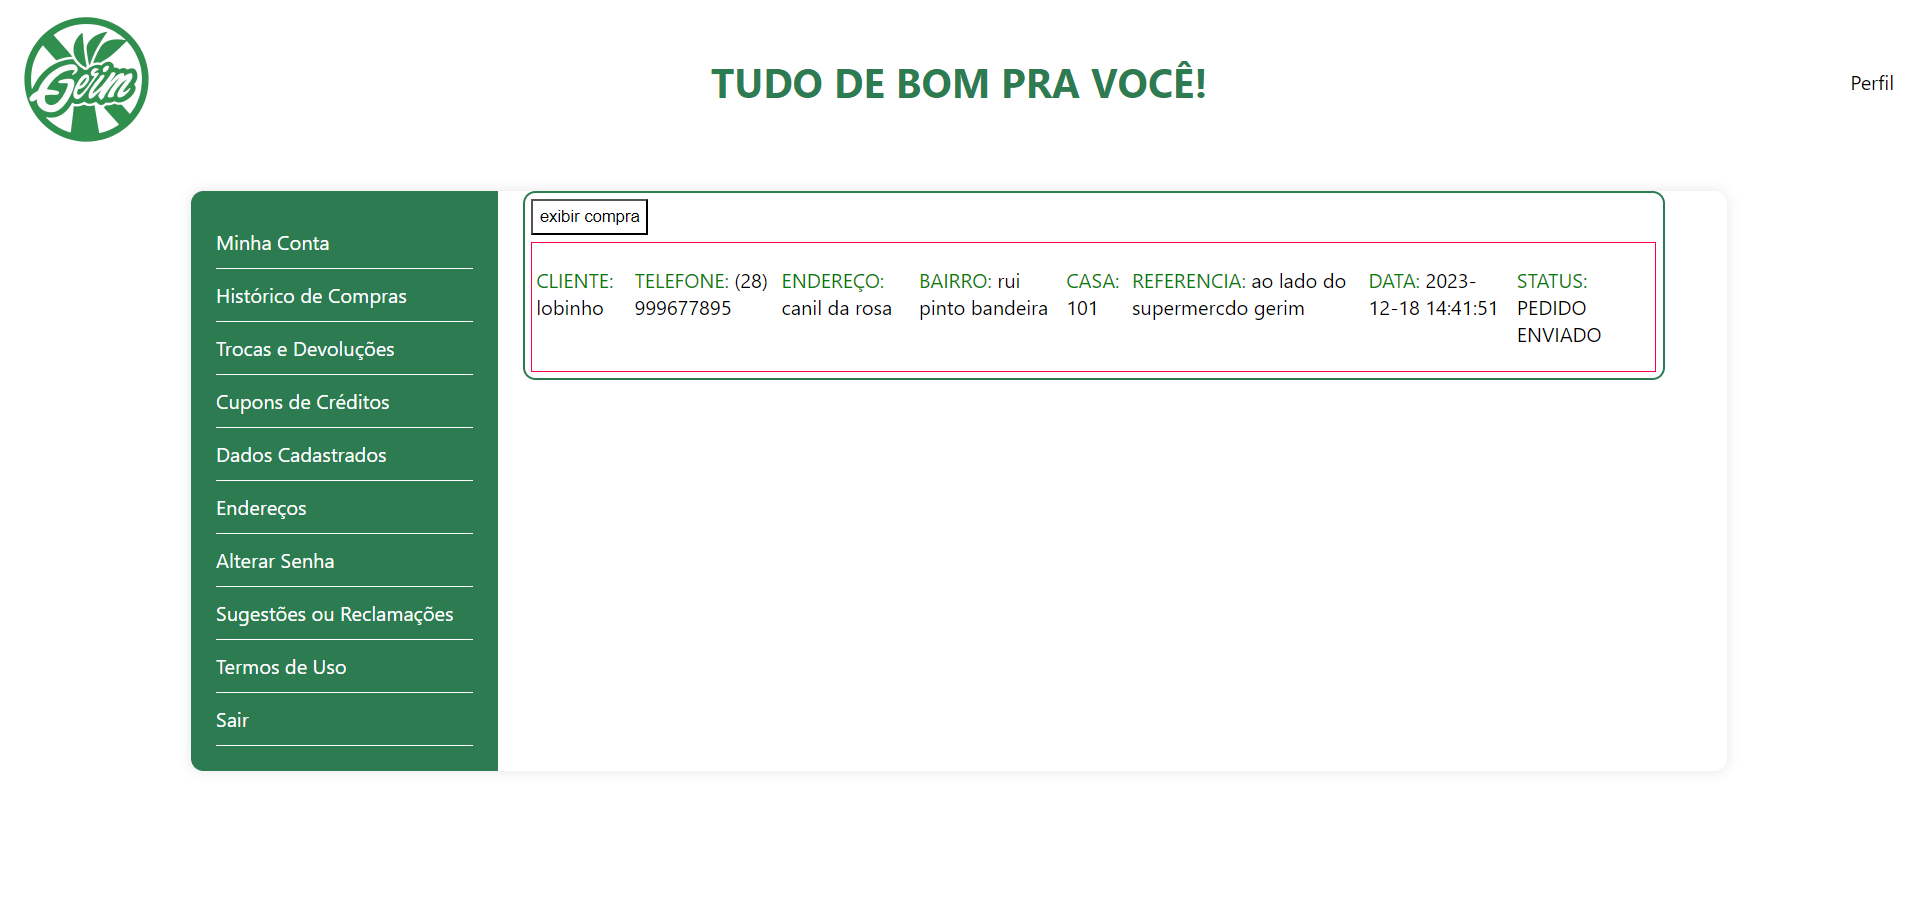 Gerim
TUDO DE BOM PRA VOCÊ!
Perfil
Minha Conta
Histórico de Compras
Trocas e Devoluções
Cupons de Créditos
Dados Cadastrados
Endereços
Alterar Senha
Sugestões ou Reclamações
Termos de Uso
Sair
exibir compra
CLIENTE:
lobinho
TELEFONE: (28)
999677895
ENDEREÇO:
canil da rosa
BAIRRO: rui
pinto bandeira
CASA:
101
REFERENCIA: ao lado do
supermercdo gerim
DATA: 2023-
12-18 14:41:51
STATUS:
PEDIDO
ENVIADO